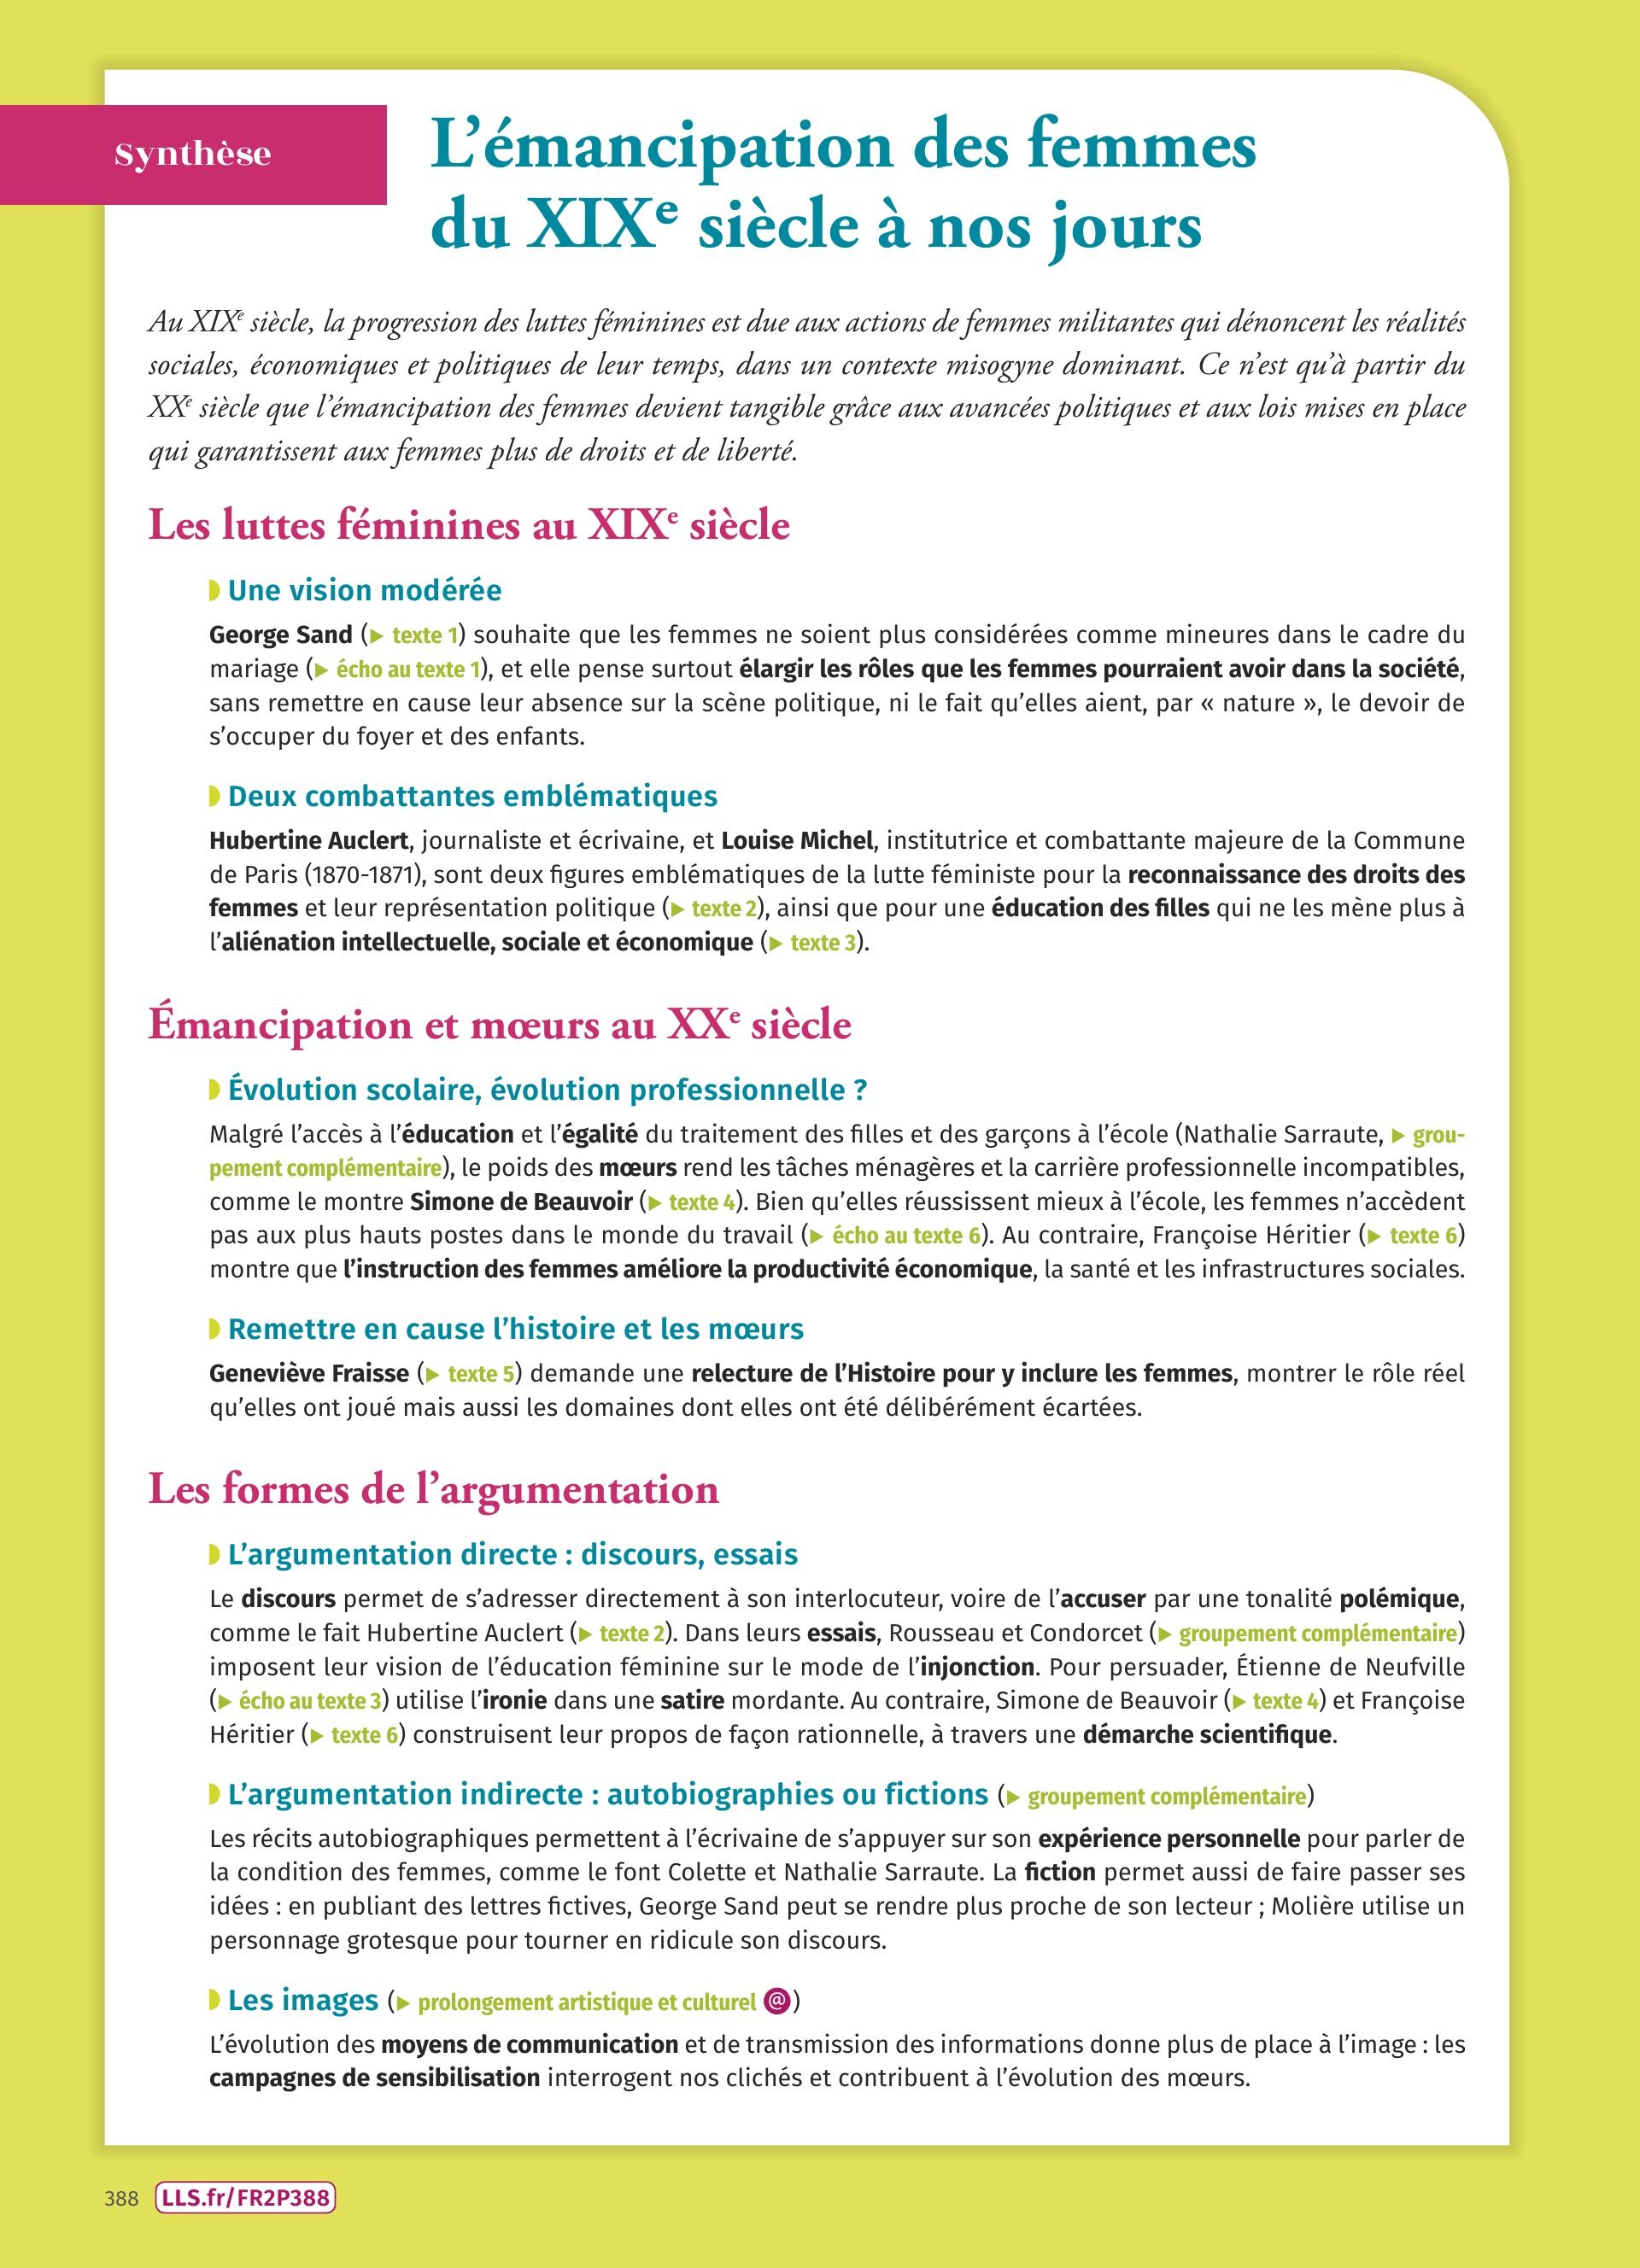 Synthèse
L’émancipation des femmes
du XIXe siècle à nos jours
Au XIXe siècle, la progression des luttes féminines est due aux actions de femmes militantes qui dénoncent les réalités
sociales, économiques et politiques de leur temps, dans un contexte misogyne dominant. Ce n’est qu’à partir du
XXe siècle que l’émancipation des femmes devient tangible grâce aux avancées politiques et aux lois mises en place
qui garantissent aux femmes plus de droits et de liberté.
Les luttes féminines au XIXe siècle
Une vision modérée
George Sand (▶ texte 1) souhaite que les femmes ne soient plus considérées comme mineures dans le cadre du
mariage (▶ écho au texte 1), et elle pense surtout élargir les rôles que les femmes pourraient avoir dans la société,
sans remettre en cause leur absence sur la scène politique, ni le fait qu’elles aient, par « nature », le devoir de
s’occuper du foyer et des enfants.
Deux combattantes emblématiques
Hubertine Auclert, journaliste et écrivaine, et Louise Michel, institutrice et combattante majeure de la Commune
de Paris (1870-1871), sont deux figures emblématiques de la lutte féministe pour la reconnaissance des droits des
femmes et leur représentation politique (▶ texte 2), ainsi que pour une éducation des filles qui ne les mène plus à
l’aliénation intellectuelle, sociale et économique (▶ texte 3).
Émancipation et mœurs au XXe siècle
Évolution scolaire, évolution professionnelle ?
Malgré l’accès à l’éducation et l’égalité du traitement des filles et des garçons à l’école (Nathalie Sarraute, ▶ grou-
pement complémentaire), le poids des mœurs rend les tâches ménagères et la carrière professionnelle incompatibles,
comme le montre Simone de Beauvoir (▶ texte 4). Bien qu’elles réussissent mieux à l’école, les femmes n’accèdent
pas aux plus hauts postes dans le monde du travail (▶ écho au texte 6). Au contraire, Françoise Héritier (▶ texte 6)
montre que l’instruction des femmes améliore la productivité économique, la santé et les infrastructures sociales.
Remettre en cause l’histoire et les mœurs
Geneviève Fraisse (▶ texte 5) demande une relecture de l’Histoire pour y inclure les femmes, montrer le rôle réel
qu’elles ont joué mais aussi les domaines dont elles ont été délibérément écartées.
Les formes de l’argumentation
L’argumentation directe : discours, essais
Le discours permet de s’adresser directement à son interlocuteur, voire de l’accuser par une tonalité polémique,
comme le fait Hubertine Auclert (▶ texte 2). Dans leurs essais, Rousseau et Condorcet (▶ groupement complémentaire)
imposent leur vision de l’éducation féminine sur le mode de l’injonction. Pour persuader, Étienne de Neufville
(▶ écho au texte 3) utilise l’ironie dans une satire mordante. Au contraire, Simone de Beauvoir (▶ texte 4) et Françoise
Héritier (▶ texte 6) construisent leur propos de façon rationnelle, à travers une démarche scientifique.
L’argumentation indirecte : autobiographies ou fictions (▶ groupement complémentaire)
Les récits autobiographiques permettent à l’écrivaine de s’appuyer sur son expérience personnelle pour parler de
la condition des femmes, comme le font Colette et Nathalie Sarraute. La fiction permet aussi de faire passer ses
idées : en publiant des lettres fictives, George Sand peut se rendre plus proche de son lecteur ; Molière utilise un
personnage grotesque pour tourner en ridicule son discours.
Les images (▶ prolongement artistique et culturel @)
L’évolution des moyens de communication et de transmission des informations donne plus de place à l’image : les
campagnes de sensibilisation interrogent nos clichés et contribuent à l’évolution des mœurs.
388 LLS.fr/FR2P388